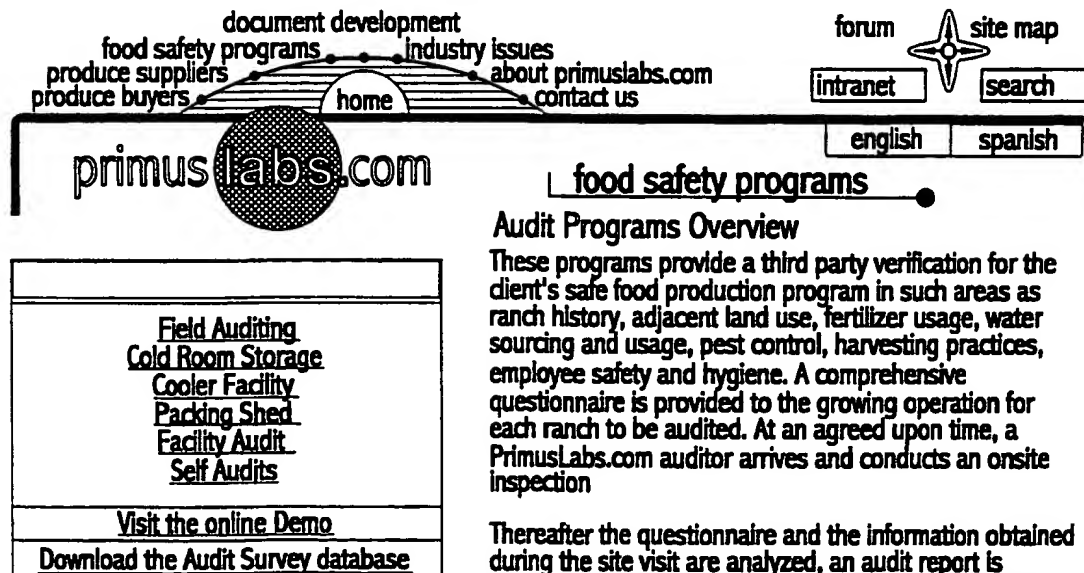 document development
food safety programs
industry issues
produce suppliers
about primuslabs.com
produce buyers
home
contact us
forum
site map
intranet
search
english
spanish
primus labs.com
food safety programs
Audit Programs Overview
These programs provide a third party verification for the
client's safe food production program in such areas as
ranch history, adjacent land use, fertilizer usage, water
sourcing and usage, pest control, harvesting practices,
employee safety and hygiene. A comprehensive
questionnaire is provided to the growing operation for
each ranch to be audited. At an agreed upon time, a
PrimusLabs.com auditor arrives and conducts an onsite
inspection
Thereafter the questionnaire and the information obtained
during the site visit are analyzed, an audit report is
Field Auditing
Cold Room Storage
Cooler Facility
Packing Shed
Facility Audit
Self Audits
Visit the online Demo
Download the Audit Survey database